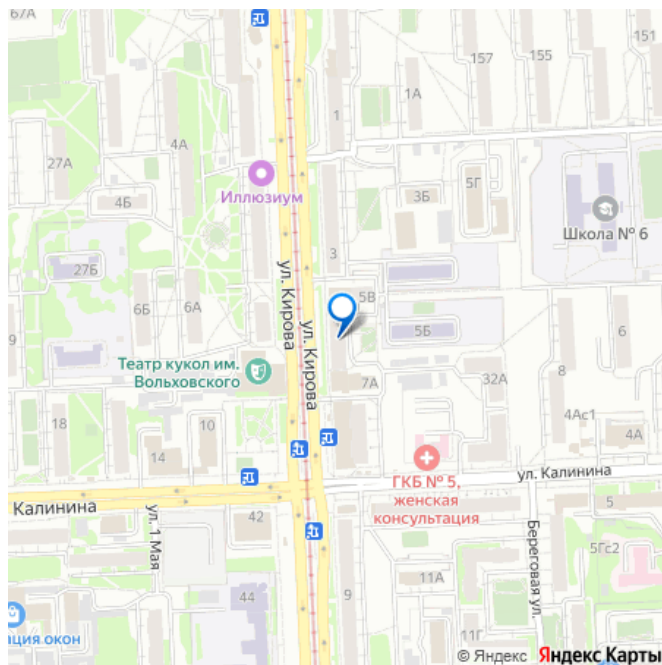 67А
151
157
155
1А
1
4А
27А
Иллюзиум
5Г
3Б
4Б
Школа № 6
3
27Б
ул. Кирова
5В
6Б
6А
9
ул. Кирова
5Б
6
Театр кукол им.
Вольховского
7А
32А
8
18
10
4Ас1
4А
14
ГКБ № 5,
женская
консультация
ул. Калинина
Калинина
ул. 1 Мая
42
5
Береговая ул.
5Гс2
11А
44
9
11Г
ация окон
© Яндекс Яндекс Карты